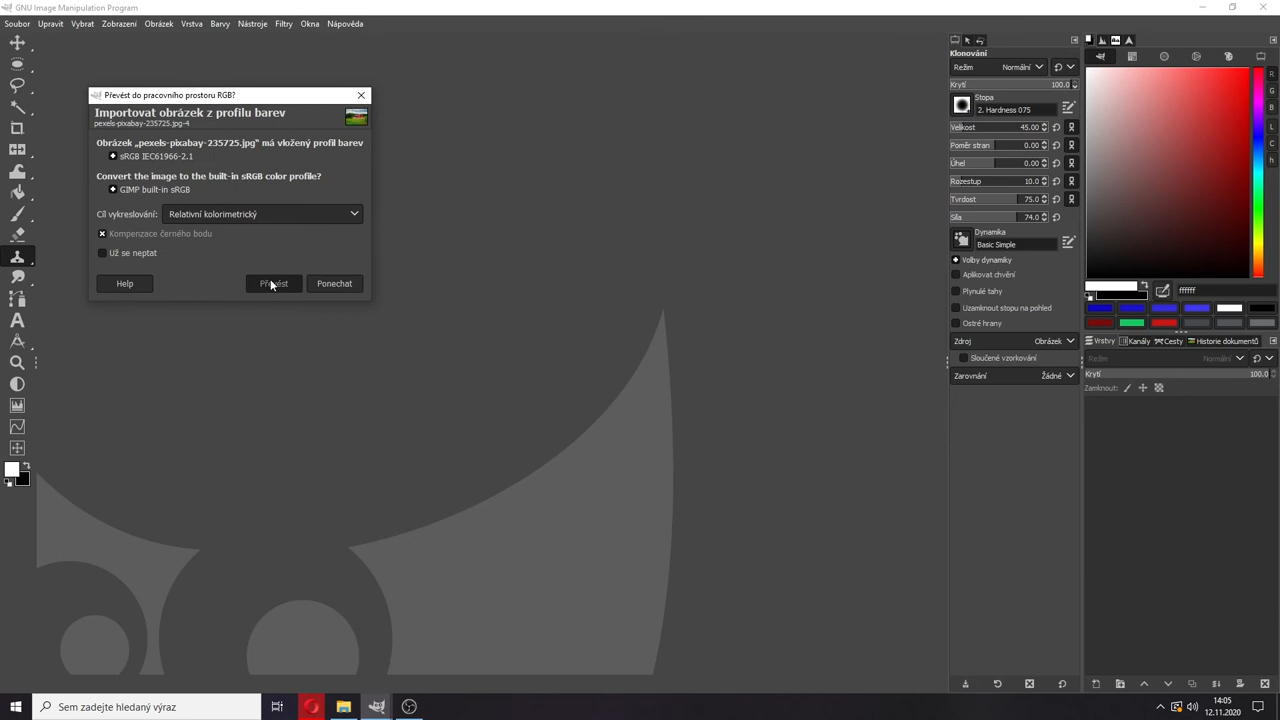 GNU Image Manipulation Program
Soubor Upravit Vybrat Zobrazení Obrázek Vrstva Barvy Nástroje Filtry Okna Nápověda
Převést do pracovního prostoru RGB?
Importovat obrázek z profilu barev
pexels-pixabay-235725.jpg-4
Obrázek „pexels-pixabay-235725.jpg“ má vložený profil barev
sRGB IEC61966-2.1
Convert the image to the built-in sRGB color profile?
GIMP built-in sRGB
Cíl vykreslování: Relativní kolorimetrický
Kompenzace černého bodu
Už se neptat
Help Převést Ponechat
Klonování
Režim Normální
Krytí 100.0
Stopa
2. Hardness 075
Velikost 45.00
Poměr stran 0.00
Úhel 0.00
Rozestup 10.0
Tvrdost 75.0
Síla 74.0
Dynamika
Basic Simple
Volby dynamiky
Aplikovat chvění
Plynulé tahy
Uzamknout stopu na pohled
Ostré hrany
Zdroj Obrázek
Sloučené vzorkování
Zarovnání Žádné
R
G
B
L
C
h
ffffff
Vrstvy Kanály Cesty Historie dokumentů
Režim Normální
Krytí 100.0
Zamknout:
Sem zadejte hledaný výraz
14:05
12.11.2020